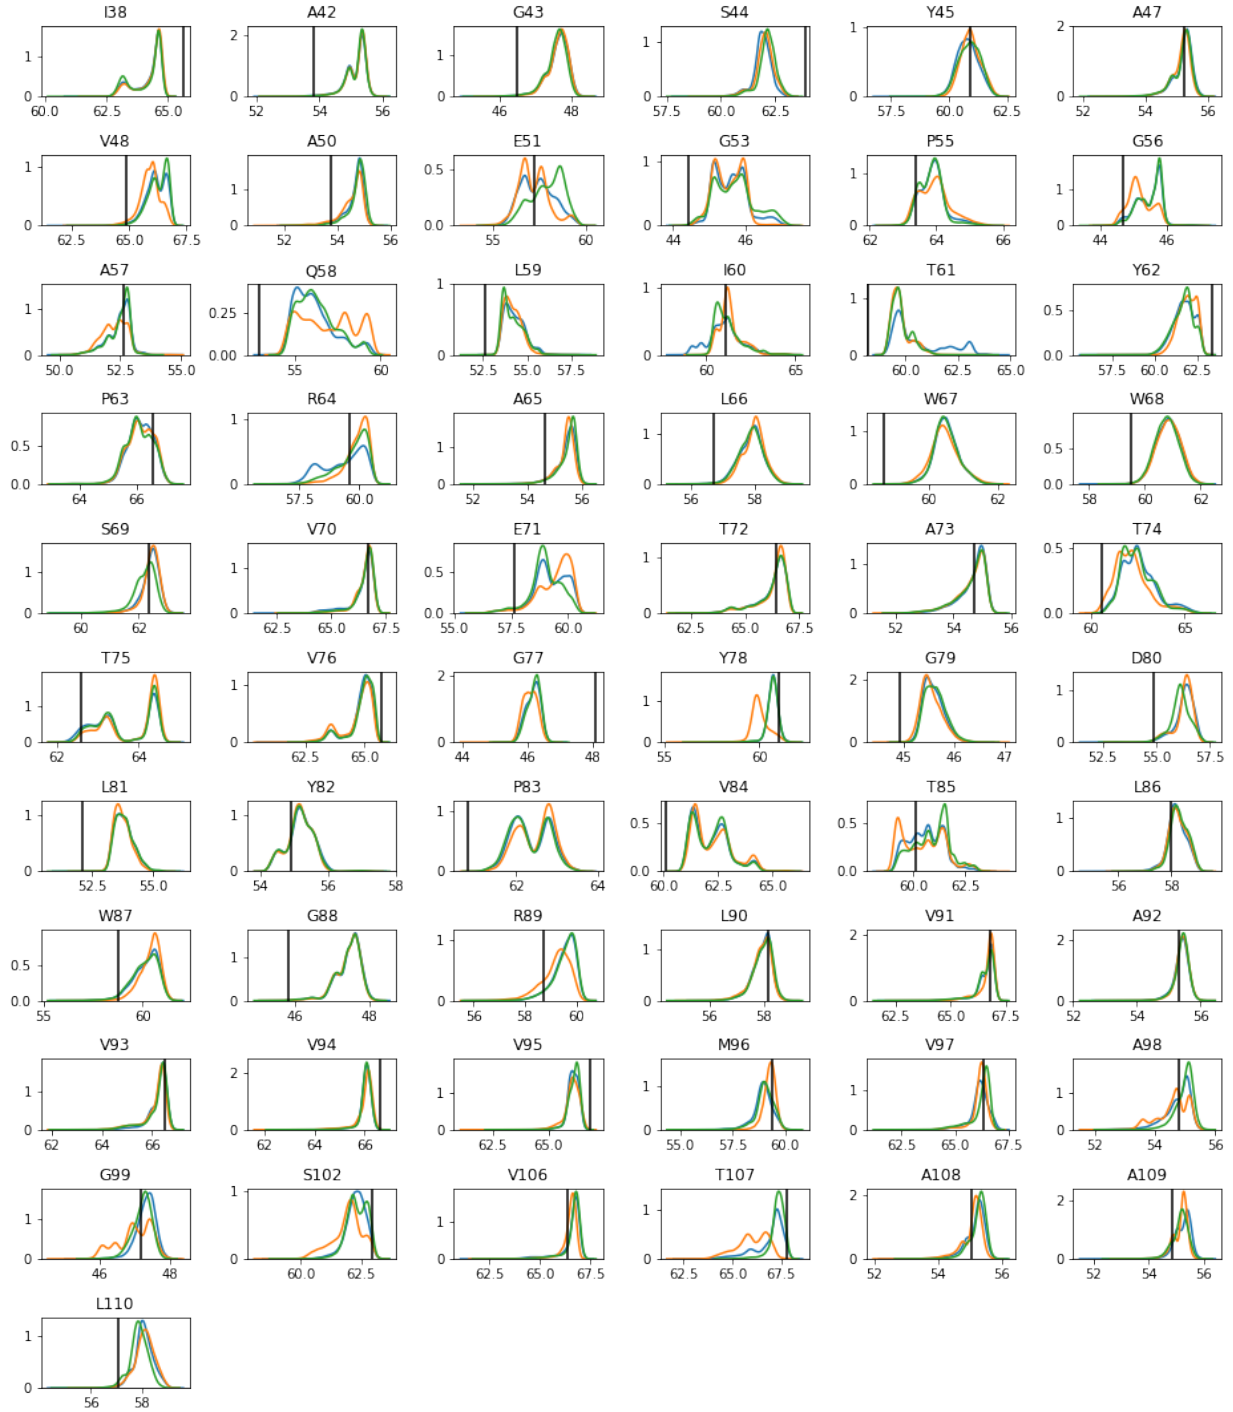 I38 A42 G43 S44 Y45 A47
1 0 2 1 0 1 0 1 0 1 0 2 1 0
60.0 62.5 65.0 52 54 56 46 48 57.5 60.0 62.5 57.5 60.0 62.5 52 54 56
V48 A50 E51 G53 P55 G56
1 0 1 0 0.5 0.0 1 0 1 0 1 0
62.5 65.0 67.5 52 54 56 55 60 44 46 62 64 66 44 46
A57 Q58 L59 I60 T61 Y62
1 0 0.25 0.00 1 0 1 0 1 0 0.5 0.0
50.0 52.5 55.0 55 60 52.5 55.0 57.5 60 65 60.0 62.5 65.0 57.5 60.0 62.5
P63 R64 A65 L66 W67 W68
0.5 0.0 1 0 1 0 1 0 1 0 0.5 0.0
64 66 57.5 60.0 52 54 56 56 58 60 62 58 60 62
S69 V70 E71 T72 A73 T74
1 0 1 0 0.5 0.0 1 0 1 0 0.5 0.0
60 62 62.5 65.0 67.5 55.0 57.5 60.0 62.5 65.0 67.5 52 54 56 60 65
T75 V76 G77 Y78 G79 D80
1 0 1 0 2 0 1 0 2 0 1 0
62 64 62.5 65.0 44 46 48 55 60 45 46 47 52.5 55.0 57.5
L81 Y82 P83 V84 T85 L86
1 0 1 0 1 0 0.5 0.0 0.5 0.0 1 0
52.5 55.0 54 56 58 62 64 60.0 62.5 65.0 60.0 62.5 56 58
W87 G88 R89 L90 V91 A92
0.5 0.0 1 0 1 0 1 0 2 0 2 0
55 60 46 48 56 58 60 56 58 62.5 65.0 67.5 52 54 56
V93 V94 V95 M96 V97 A98
1 0 2 0 1 0 1 0 1 0 1 0
62 64 66 62 64 66 62.5 65.0 55.0 57.5 60.0 62.5 65.0 67.5 52 54 56
G99 S102 V106 T107 A108 A109
1 0 1 0 1 0 1 0 2 0 2 0
46 48 60.0 62.5 62.5 65.0 67.5 62.5 65.0 67.5 52 54 56 52 54 56
L110
1 0
56 58